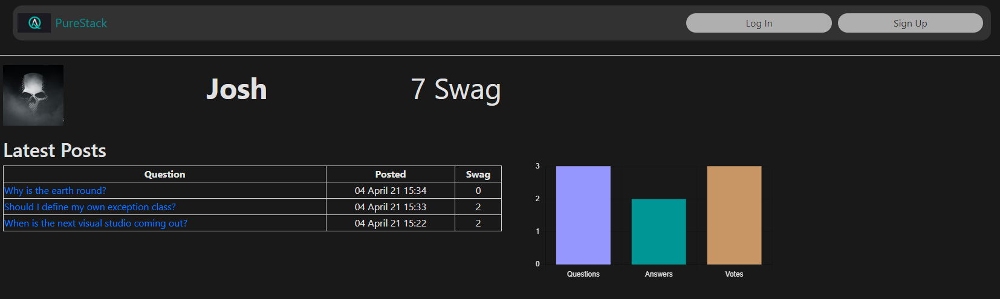 PureStack
Log In
Sign Up
Josh
7 Swag
Latest Posts
Question Posted Swag
Why is the earth round? 04 April 21 15:34 0
Should I define my own exception class? 04 April 21 15:33 2
When is the next visual studio coming out? 04 April 21 15:22 2
3
2
1
0
Questions Answers Votes